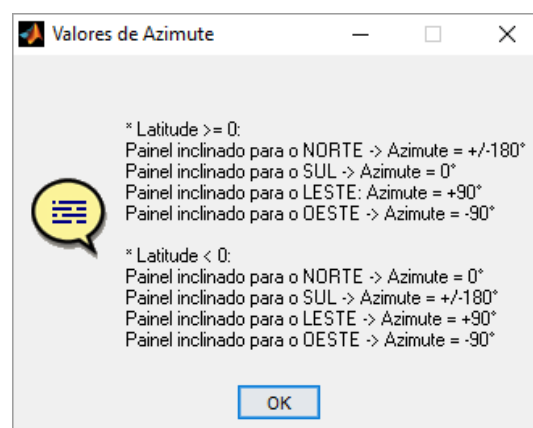 Valores de Azimute
* Latitude >= 0:
Painel inclinado para o NORTE -> Azimute = +/-180°
Painel inclinado para o SUL -> Azimute = 0°
Painel inclinado para o LESTE: Azimute = +90°
Painel inclinado para o OESTE -> Azimute = -90°
* Latitude < 0:
Painel inclinado para o NORTE -> Azimute = 0°
Painel inclinado para o SUL -> Azimute = +/-180°
Painel inclinado para o LESTE -> Azimute = +90°
Painel inclinado para o OESTE -> Azimute = -90°
OK